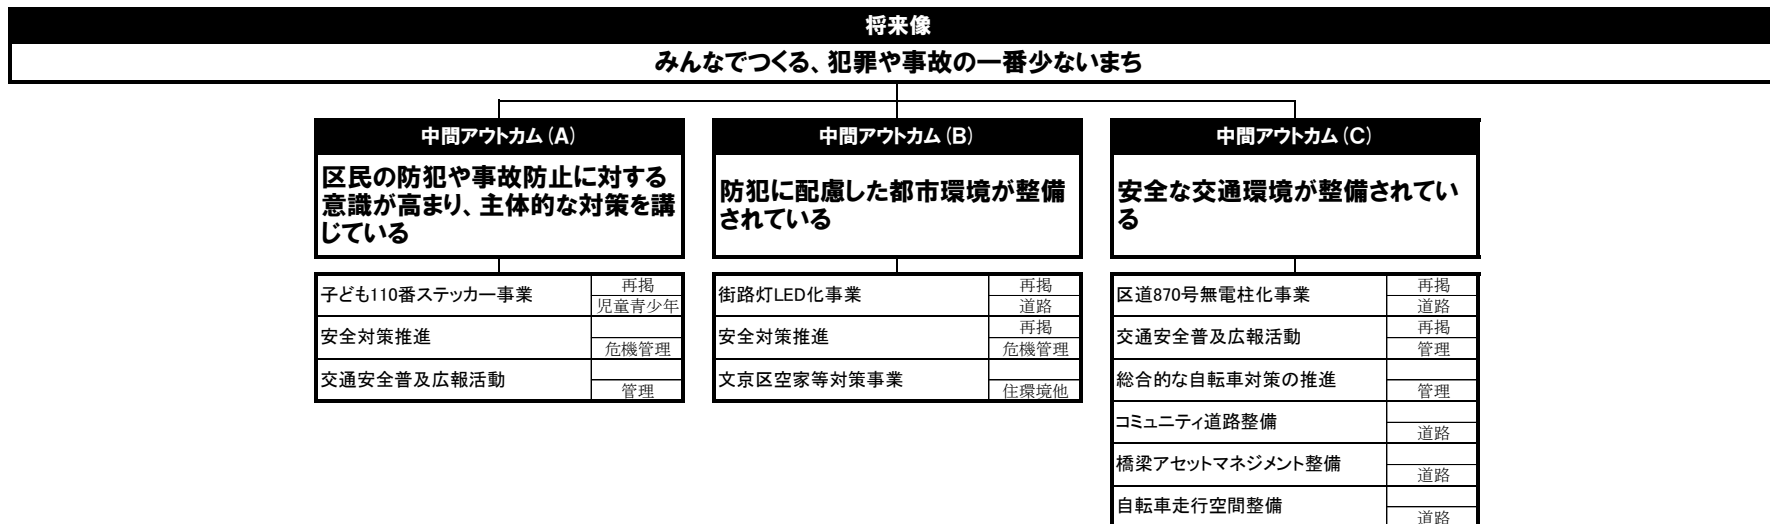 将来像
みんなでつくる、犯罪や事故の一番少ないまち
中間アウトカム(A)
区民の防犯や事故防止に対する
意識が高まり、主体的な対策を講
じている
子ども110番ステッカー事業
再掲
児童青少年
安全対策推進
危機管理
交通安全普及広報活動
管理
中間アウトカム(B)
防犯に配慮した都市環境が整備
されている
街路灯LED化事業
再掲
道路
安全対策推進
再掲
危機管理
文京区空家等対策事業
住環境他
中間アウトカム(C)
安全な交通環境が整備されてい
る
区道870号無電柱化事業
再掲
道路
交通安全普及広報活動
再掲
管理
総合的な自転車対策の推進
管理
コミュニティ道路整備
道路
橋梁アセットマネジメント整備
道路
自転車走行空間整備
道路